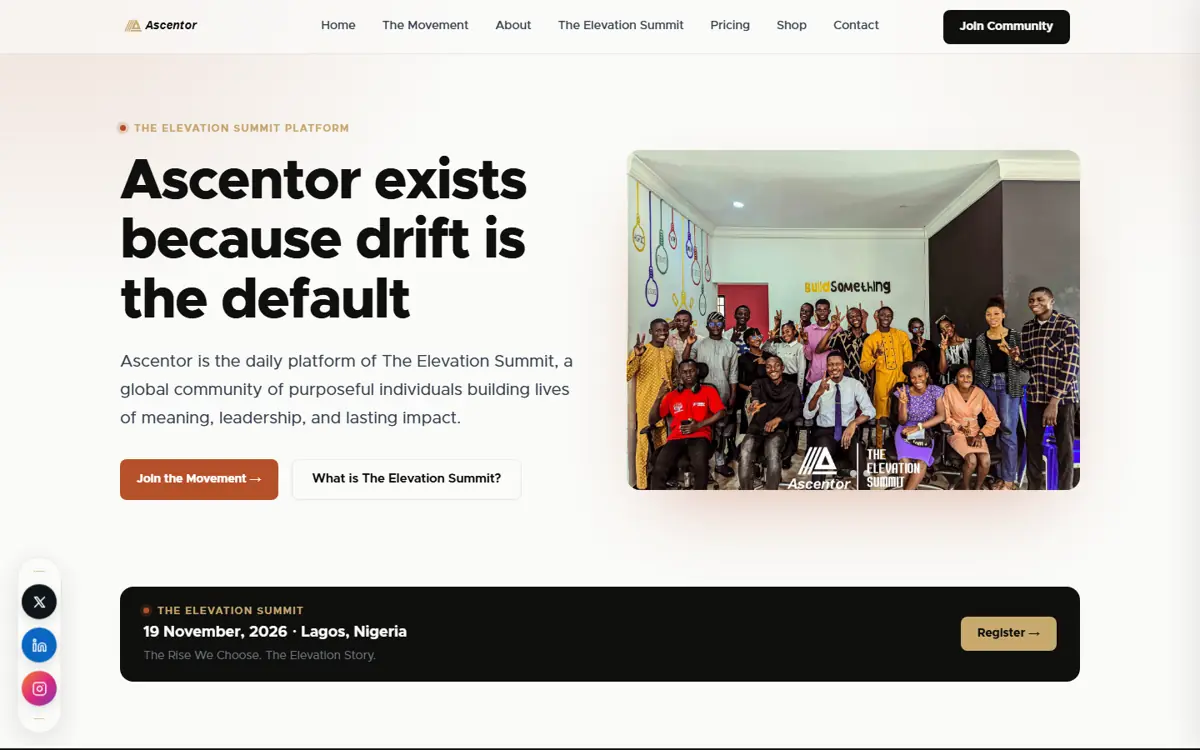 Ascentor
Home
The Movement
About
The Elevation Summit
Pricing
Shop
Contact
Join Community
THE ELEVATION SUMMIT PLATFORM
Ascentor exists
because drift is
the default
Ascentor is the daily platform of The Elevation Summit, a
global community of purposeful individuals building lives
of meaning, leadership, and lasting impact.
Join the Movement →
What is The Elevation Summit?
BuildSomething
Ascentor
THE
ELEVATION
SUMMIT
THE ELEVATION SUMMIT
19 November, 2026 · Lagos, Nigeria
The Rise We Choose. The Elevation Story.
Register →